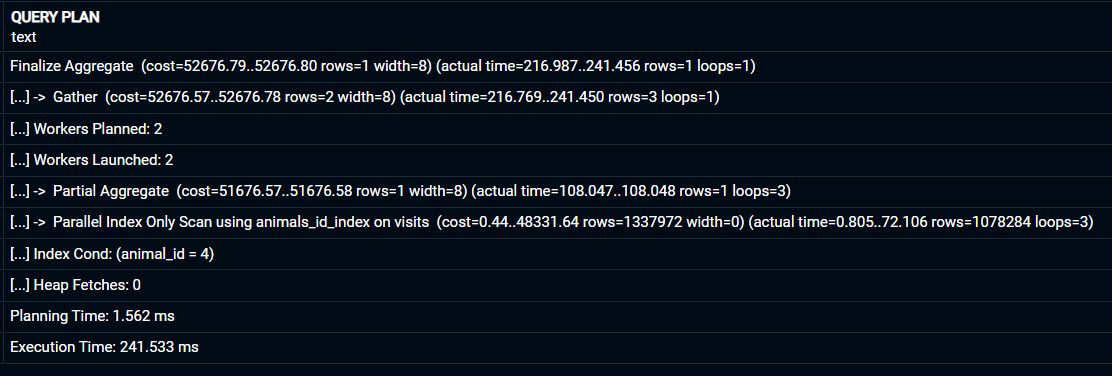 QUERY PLAN
text
Finalize Aggregate (cost=52676.79..52676.80 rows=1 width=8) (actual time=216.987..241.456 rows=1 loops=1)
[...] -> Gather (cost=52676.57..52676.78 rows=2 width=8) (actual time=216.769..241.450 rows=3 loops=1)
[...] Workers Planned: 2
[...] Workers Launched: 2
[...] -> Partial Aggregate (cost=51676.57..51676.58 rows=1 width=8) (actual time=108.047..108.048 rows=1 loops=3)
[...] -> Parallel Index Only Scan using animals_id_index on visits (cost=0.44..48331.64 rows=1337972 width=0) (actual time=0.805..72.106 rows=1078284 loops=3)
[...] Index Cond: (animal_id = 4)
[...] Heap Fetches: 0
Planning Time: 1.562 ms
Execution Time: 241.533 ms